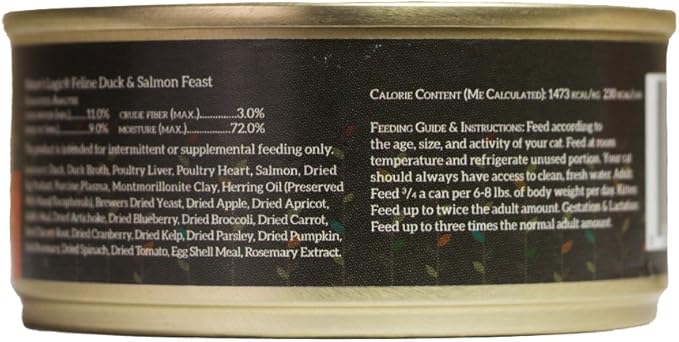 Feline Duck & Salmon Feast
11.0% CRUDE FIBER (MAX.)........3.0%
9.0% MOISTURE (MAX.)........72.0%
product is intended for intermittent or supplemental feeding only.
Duck, Duck Broth, Poultry Liver, Poultry Heart, Salmon, Dried
Porcine Plasma, Montmorillonite Clay, Herring Oil (Preserved
Brewers Dried Yeast, Dried Apple, Dried Apricot,
Dried Artichoke, Dried Blueberry, Dried Broccoli, Dried Carrot,
Dried Cranberry, Dried Kelp, Dried Parsley, Dried Pumpkin,
Dried Spinach, Dried Tomato, Egg Shell Meal, Rosemary Extract.
CALORIE CONTENT (ME CALCULATED): 1473 KCAL/KG 230
FEEDING GUIDE & INSTRUCTIONS: Feed according to
the age, size, and activity of your cat. Feed at room
temperature and refrigerate unused portion. Your cat
should always have access to clean, fresh water. Adult:
Feed 3/4 a can per 6-8 lbs. of body weight per day. Kitten:
Feed up to twice the adult amount. Gestation & Lactation:
Feed up to three times the normal adult amount.